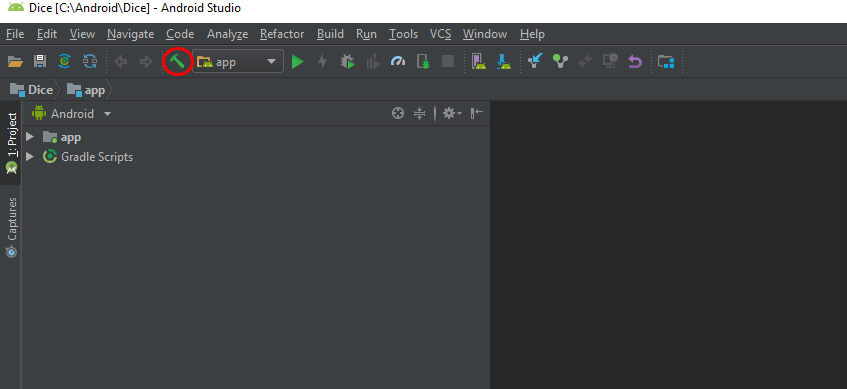 Dice [C:\Android\Dice] - Android Studio
File Edit View Navigate Code Analyze Refactor Build Run Tools VCS Window Help
app
Dice app
1: Project
Android
app
Gradle Scripts
Captures